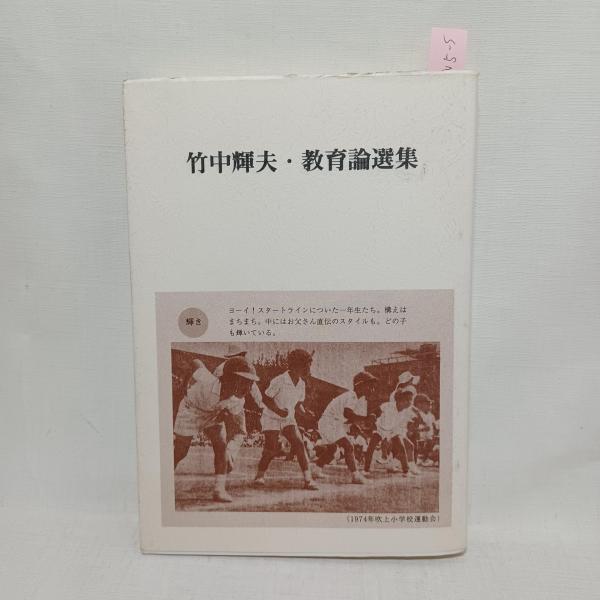 竹中輝夫・教育論選集
輝き
ヨーイ！スタートラインについた一年生たち。構えは
まちまち。中にはお父さん直伝のスタイルも。どの子
も輝いている。
(1974年吹上小学校運動会)